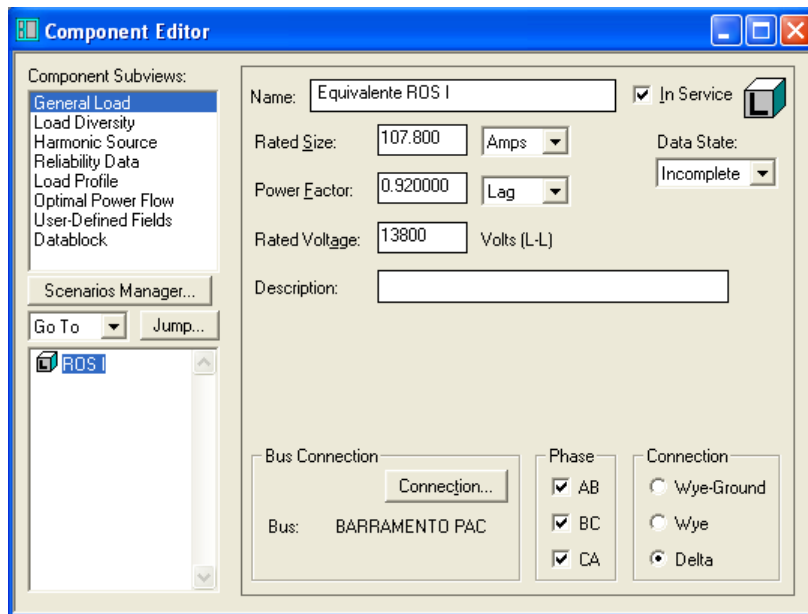 Component Editor
Component Subviews:
General Load
Load Diversity
Harmonic Source
Reliability Data
Load Profile
Optimal Power Flow
User-Defined Fields
Datablock
Scenarios Manager...
Go To
Jump...
ROS I
Name: Equivalente ROS I In Service L
Rated Size: 107.800 Amps Data State:
Incomplete
Power Factor: 0.920000 Lag
Rated Voltage: 13800 Volts (L-L)
Description:
Bus Connection
Connection...
Bus: BARRAMENTO PAC
Phase
AB
BC
CA
Connection
Wye-Ground
Wye
Delta